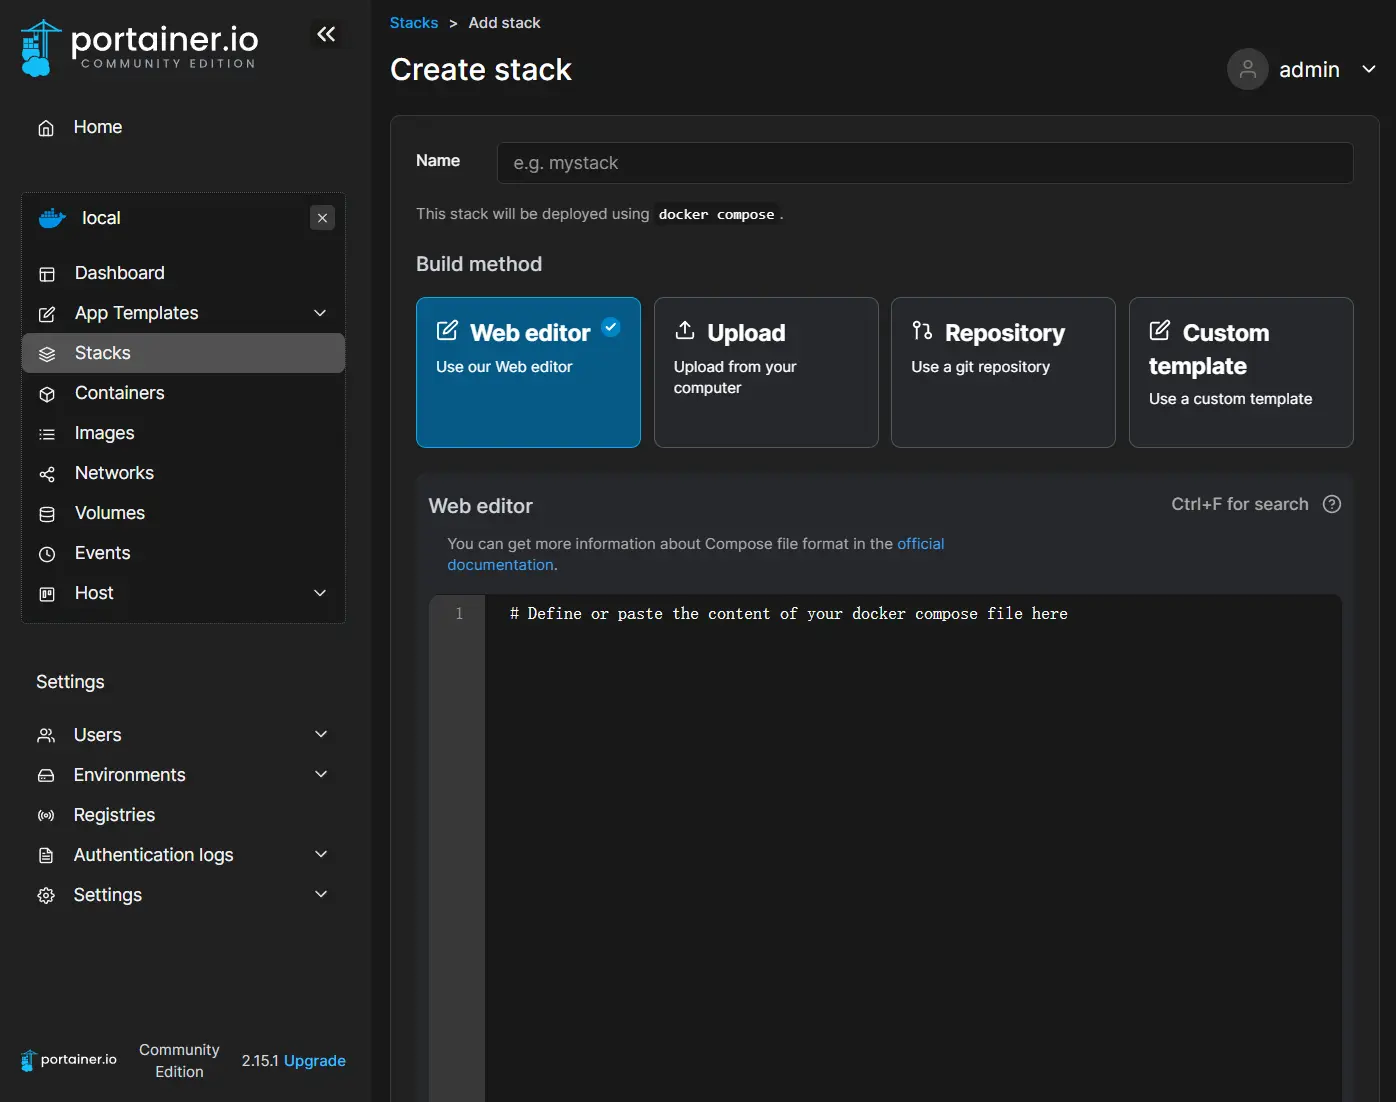 portainer.io
COMMUNITY EDITION
Home
local
Dashboard
App Templates
Stacks
Containers
Images
Networks
Volumes
Events
Host
Settings
Users
Environments
Registries
Authentication logs
Settings
portainer.io
Community
Edition
2.15.1 Upgrade
Stacks > Add stack
Create stack
admin
Name
e.g. mystack
This stack will be deployed using docker compose .
Build method
Web editor
Use our Web editor
Upload
Upload from your
computer
Repository
Use a git repository
Custom
template
Use a custom template
Web editor
Ctrl+F for search
You can get more information about Compose file format in the official
documentation.
1
# Define or paste the content of your docker compose file here